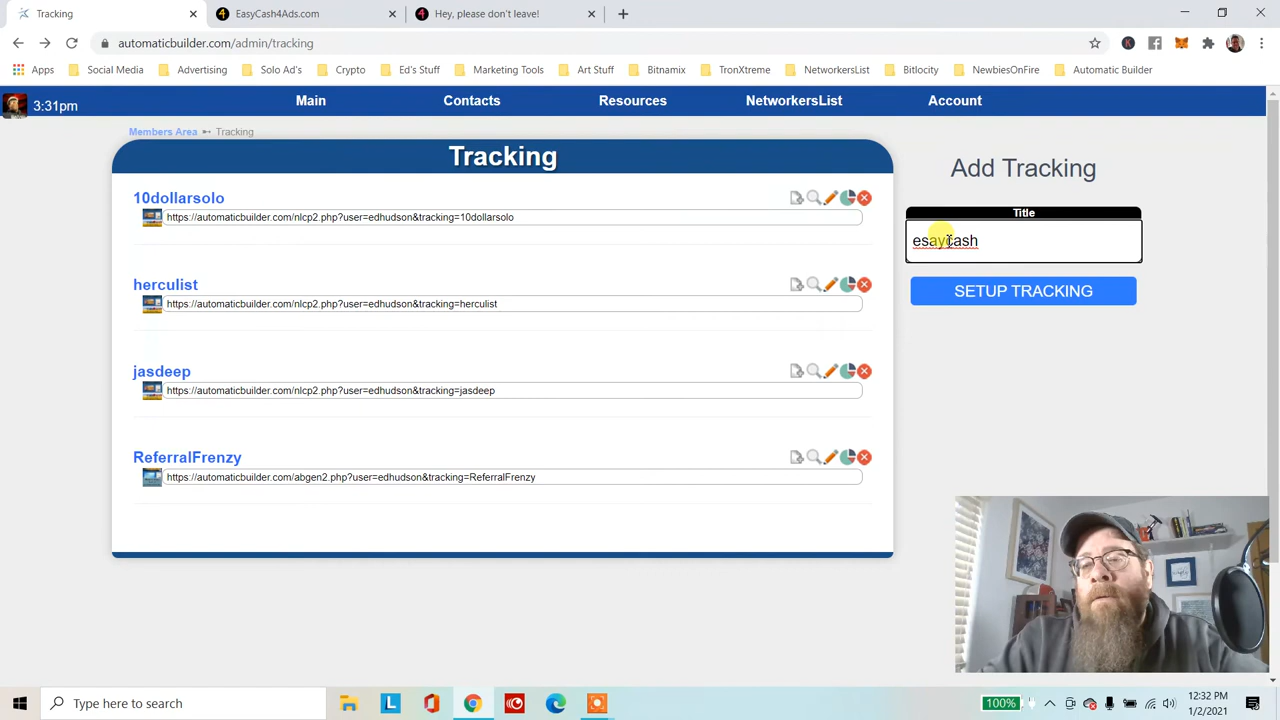 Tracking
EasyCash4Ads.com
Hey, please don't leave!
automaticbuilder.com/admin/tracking
Apps
Social Media
Advertising
Solo Ad's
Crypto
Ed's Stuff
Marketing Tools
Art Stuff
Bitnamix
TronXtreme
NetworkersList
Bitlocity
NewbiesOnFire
Automatic Builder
3:31pm
Main
Contacts
Resources
NetworkersList
Account
Members Area
Tracking
Tracking
10dollarsolo
https://automaticbuilder.com/nlcp2.php?user=edhudson&tracking=10dollarsolo
herculist
https://automaticbuilder.com/nlcp2.php?user=edhudson&tracking=herculist
jasdeep
https://automaticbuilder.com/nlcp2.php?user=edhudson&tracking=jasdeep
ReferralFrenzy
https://automaticbuilder.com/abgen2.php?user=edhudson&tracking=ReferralFrenzy
Add Tracking
Title
esaycash
SETUP TRACKING
Type here to search
100%
12:32 PM
1/2/2021